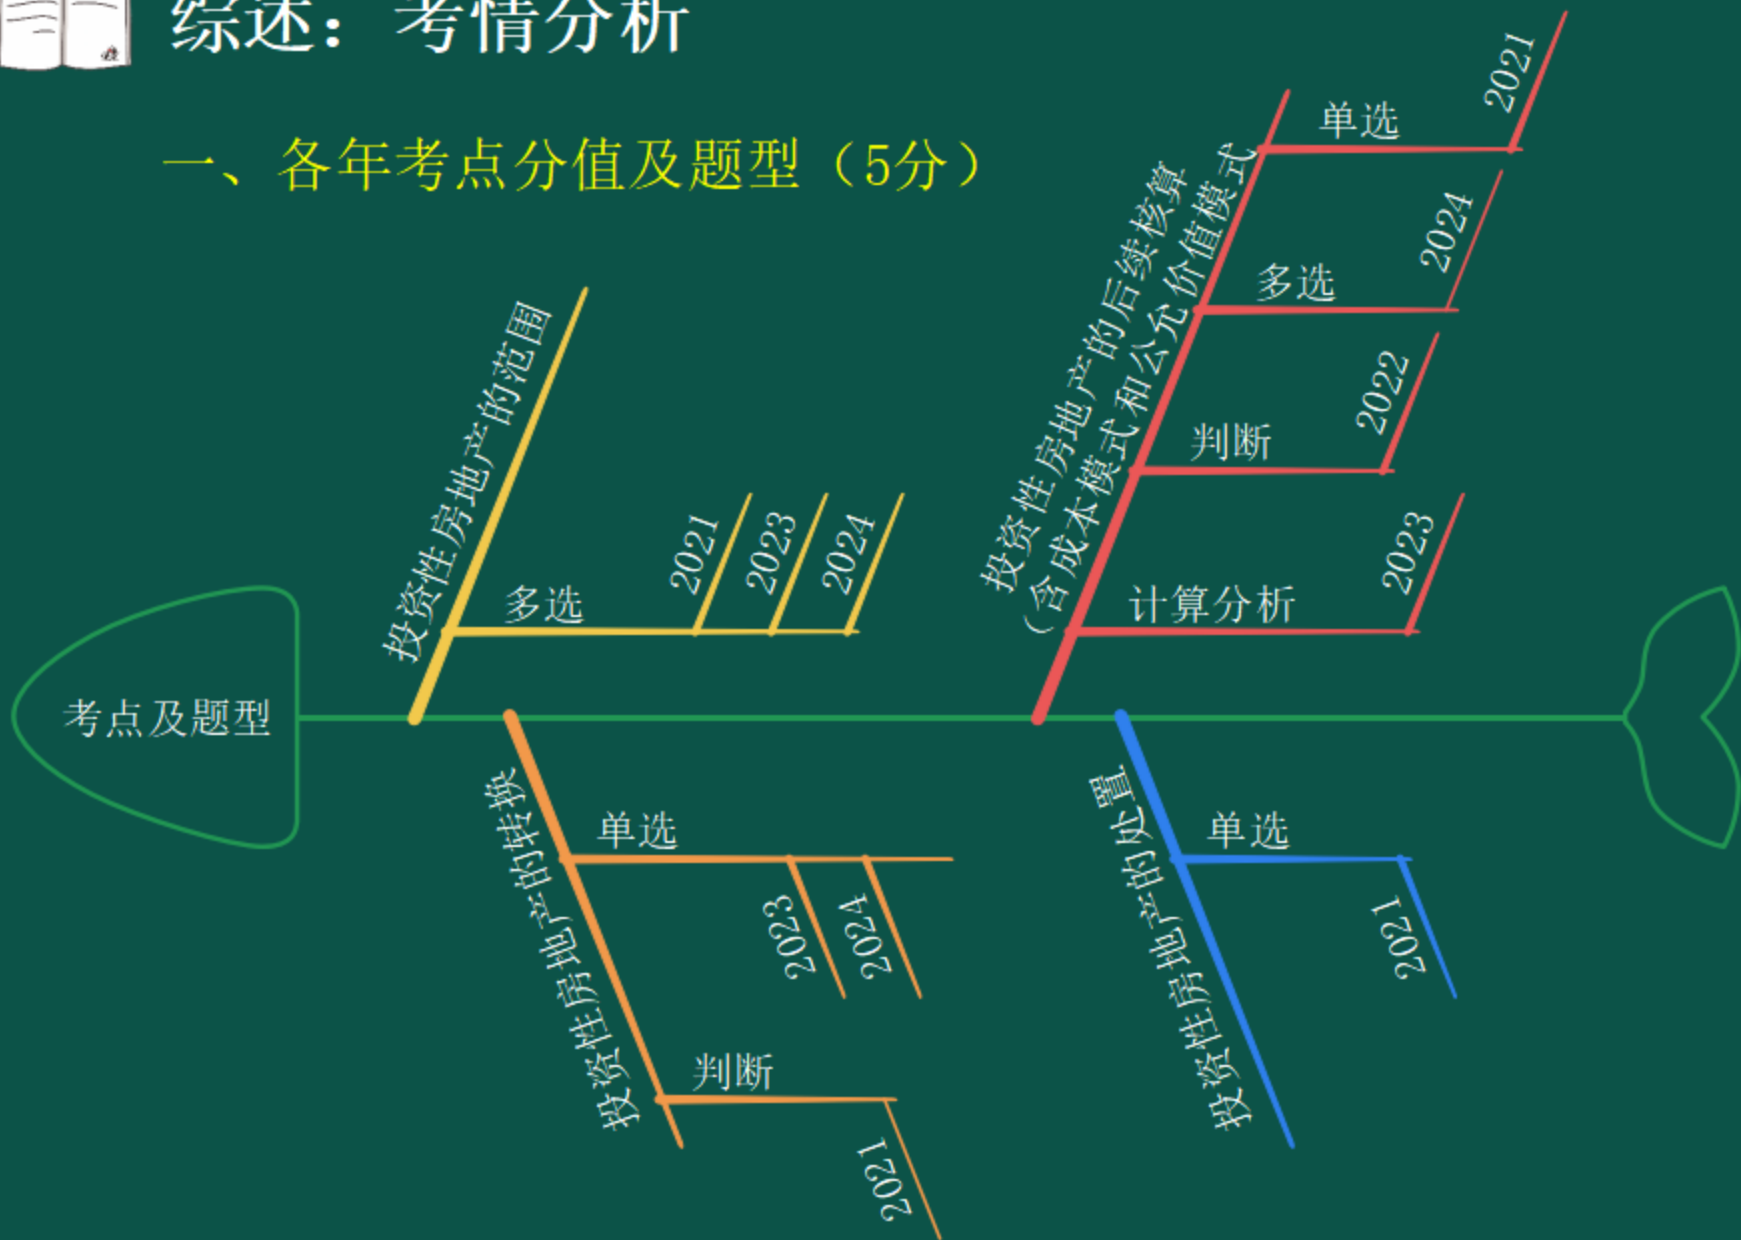 综述：考情分析
一、各年考点分值及题型（5分）
考点及题型
投资性房地产的范围
多选
2021
2023
2024
投资性房地产的后续核算
（含成本模式和公允价值模式
单选
2021
多选
2024
判断
2022
计算分析
2023
投资性房地产的转换
单选
2023
2024
判断
2021
投资性房地产的处置
单选
2021